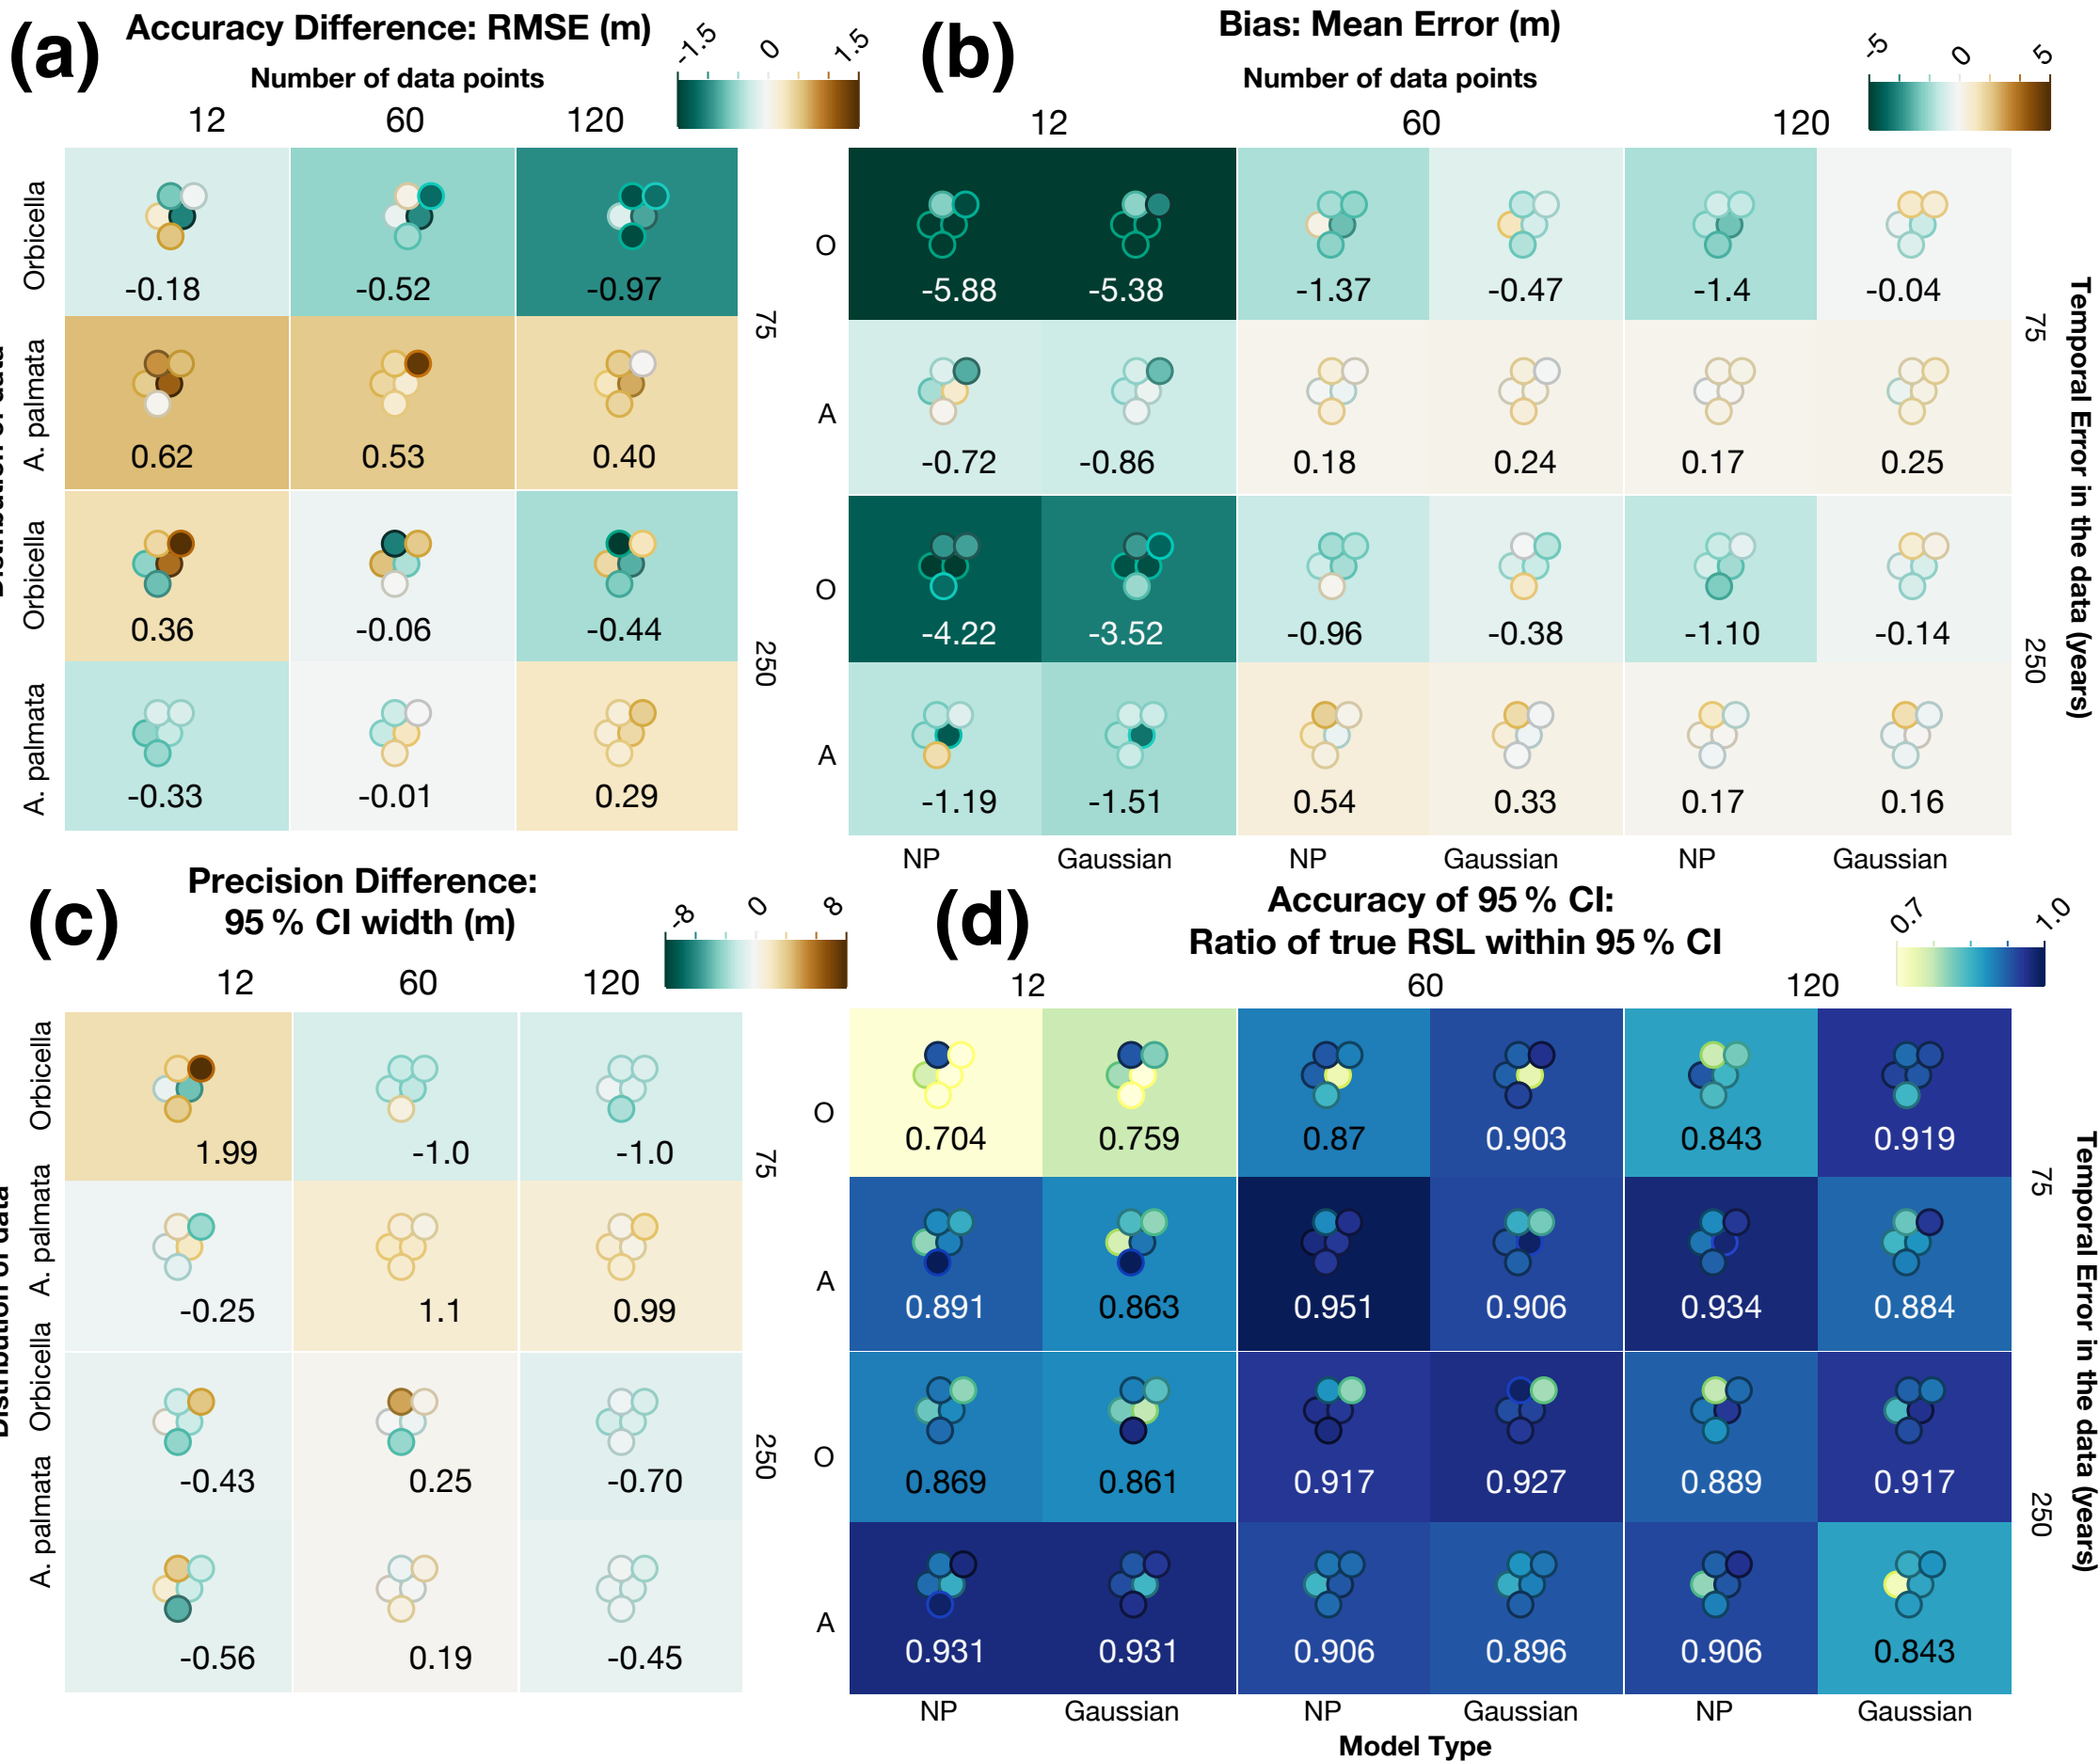 (a)
Accuracy Difference: RMSE (m)
-1.5 0 1.5
Number of data points
12 60 120
Orbicella
-0.18 -0.52 -0.97
75
A. palmata
0.62 0.53 0.40
Orbicella
0.36 -0.06 -0.44
250
A. palmata
-0.33 -0.01 0.29
(b)
Bias: Mean Error (m)
-5 0 5
Number of data points
12 60 120
O
-5.88 -5.38 -1.37 -0.47 -1.4 -0.04
75
A
-0.72 -0.86 0.18 0.24 0.17 0.25
O
-4.22 -3.52 -0.96 -0.38 -1.10 -0.14
250
A
-1.19 -1.51 0.54 0.33 0.17 0.16
Temporal Error in the data (years)
NP Gaussian NP Gaussian NP Gaussian
(c)
Precision Difference:
95 % CI width (m)
-8 0 8
12 60 120
Orbicella
1.99 -1.0 -1.0
75
A. palmata
-0.25 1.1 0.99
Orbicella
-0.43 0.25 -0.70
250
A. palmata
-0.56 0.19 -0.45
(d)
Accuracy of 95 % CI:
Ratio of true RSL within 95 % CI
0.7 1.0
12 60 120
O
0.704 0.759 0.87 0.903 0.843 0.919
75
A
0.891 0.863 0.951 0.906 0.934 0.884
O
0.869 0.861 0.917 0.927 0.889 0.917
250
A
0.931 0.931 0.906 0.896 0.906 0.843
Temporal Error in the data (years)
NP Gaussian NP Gaussian NP Gaussian
Model Type